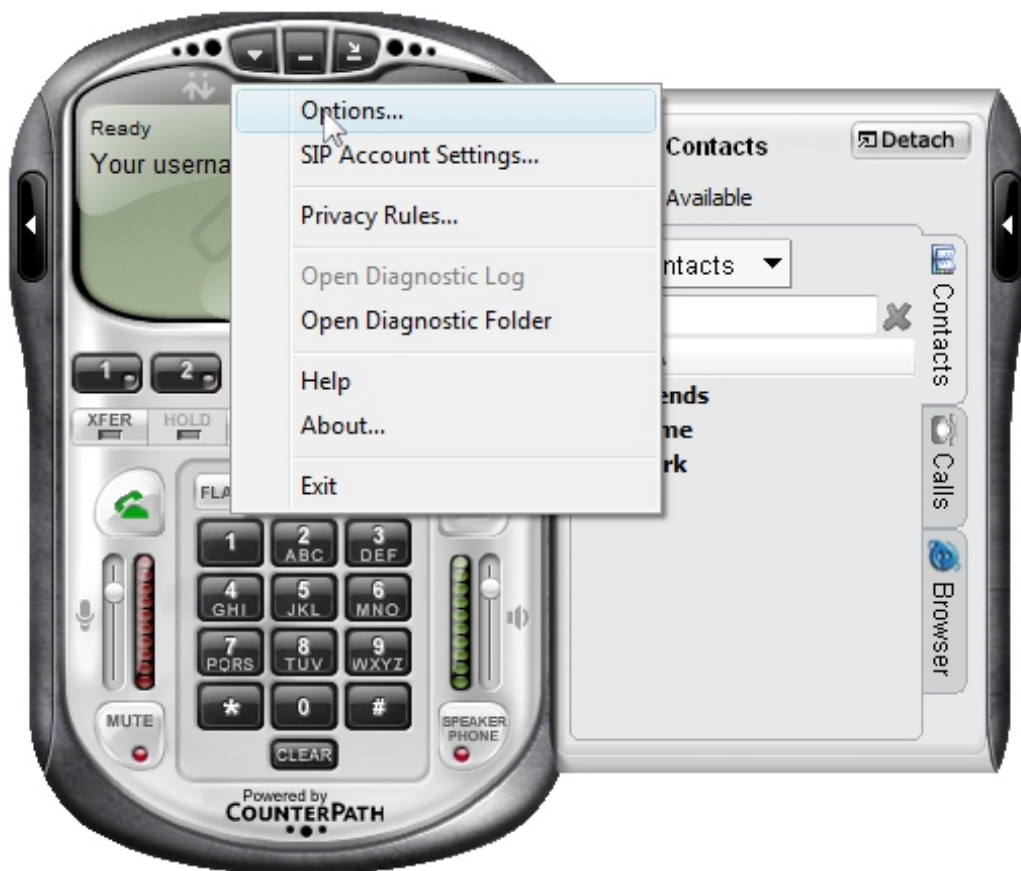 Ready
Your userna
Options...
SIP Account Settings...
Privacy Rules...
Open Diagnostic Log
Open Diagnostic Folder
Help
About...
Exit
Contacts
Detach
Available
ntacts
ends
me
rk
Contacts
Calls
Browser
1
2
XFER
HOLD
FLA
1
2
ABC
3
DEF
4
GHI
5
JKL
6
MNO
7
PQRS
8
TUV
9
WXYZ
*
0
#
MUTE
CLEAR
SPEAKER
PHONE
Powered by
COUNTERPATH